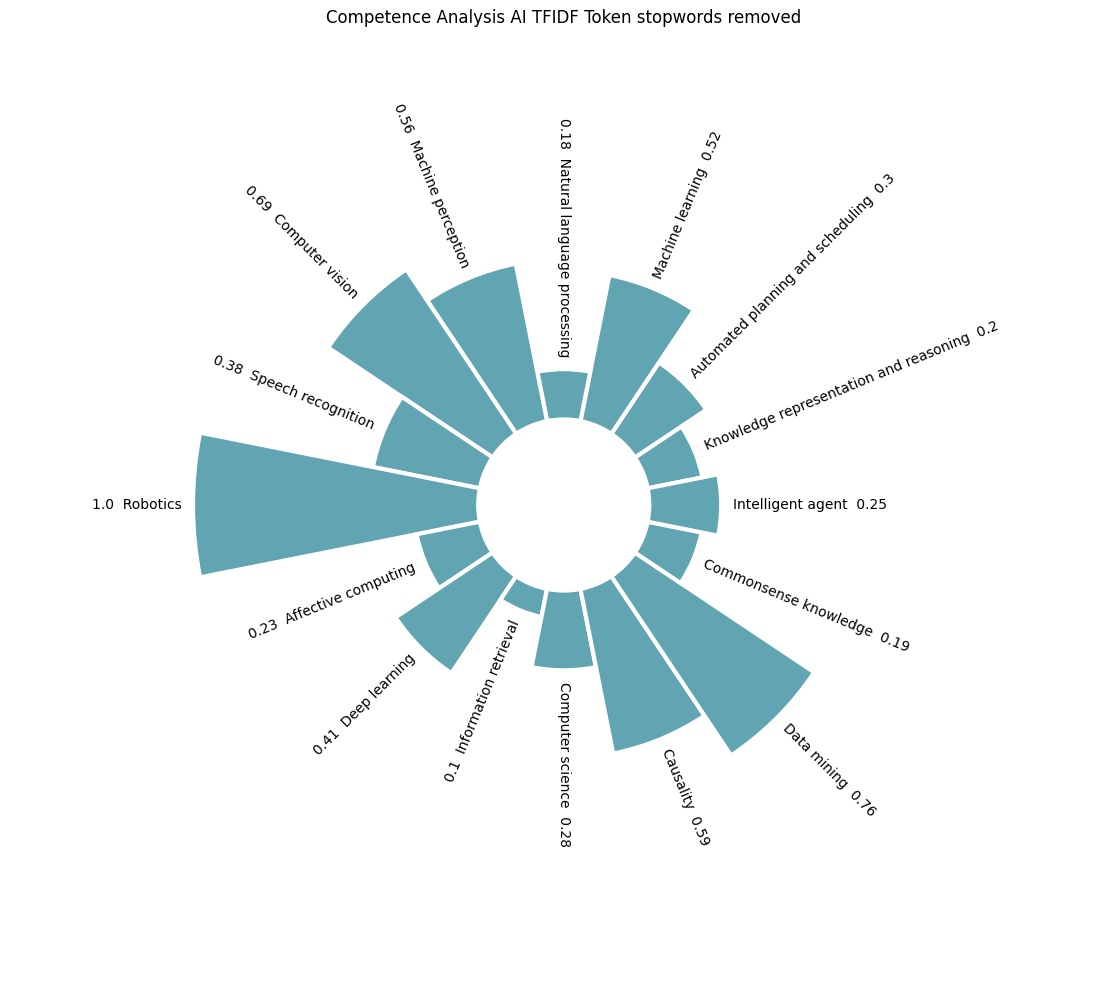 Competence Analysis AI TFIDF Token stopwords removed
0.56  Machine perception
0.18  Natural language processing
Machine learning  0.52
Automated planning and scheduling  0.3
0.69  Computer vision
Knowledge representation and reasoning  0.2
0.38  Speech recognition
1.0  Robotics
Intelligent agent  0.25
0.23  Affective computing
Commonsense knowledge  0.19
0.41  Deep learning
0.1  Information retrieval
Computer science  0.28
Causality  0.59
Data mining  0.76